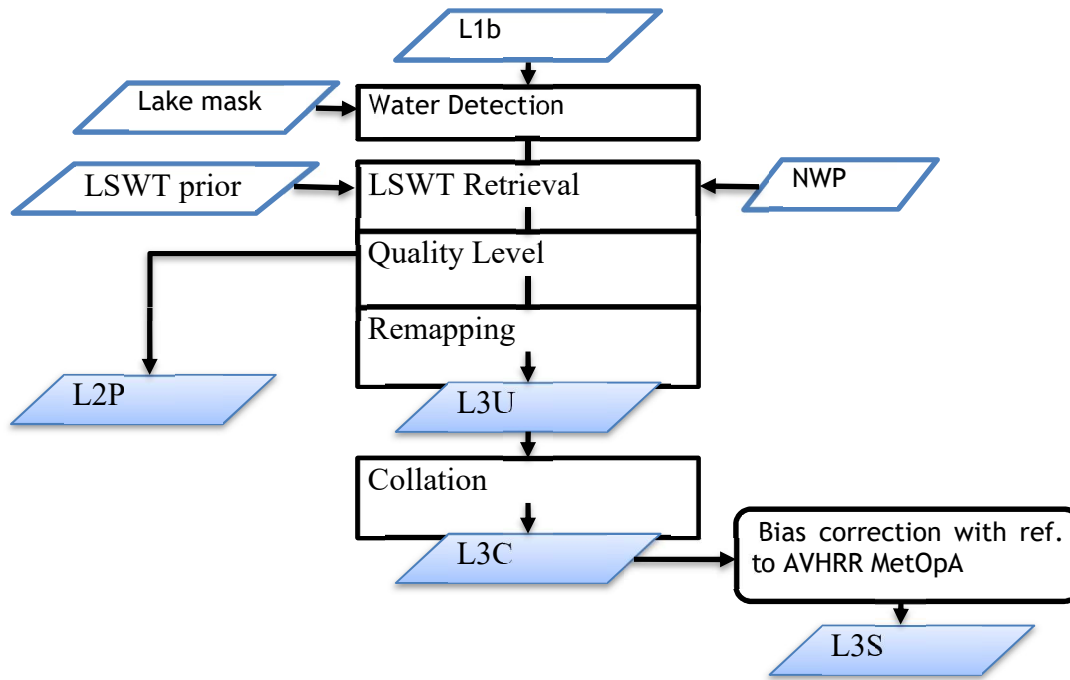 L1b
Lake mask
Water Detection
LSWT prior
LSWT Retrieval
NWP
Quality Level
Remapping
L2P
L3U
Collation
L3C
Bias correction with ref.
to AVHRR MetOpA
L3S